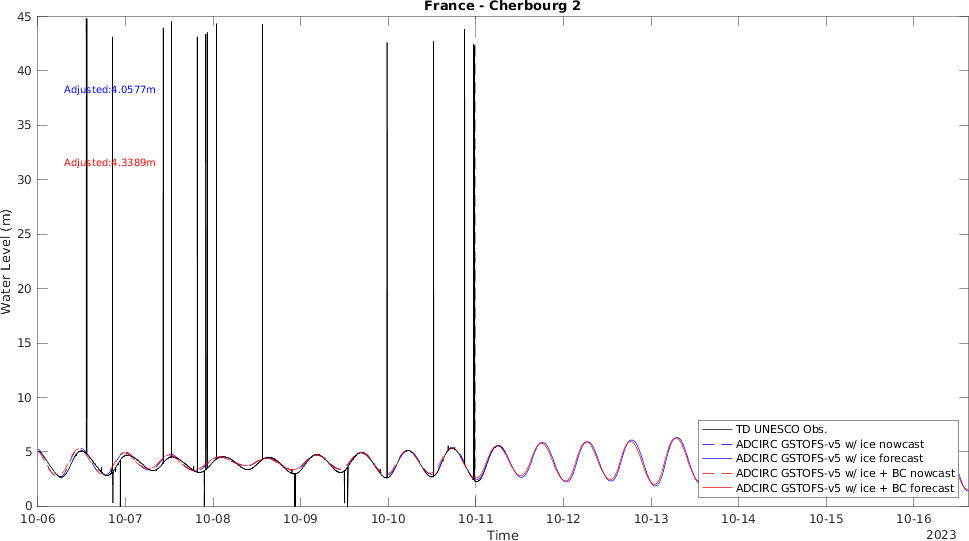 France - Cherbourg 2
45
40
35
30
25
20
15
10
5
0
Water Level (m)
Adjusted:4.0577m
Adjusted:4.3389m
TD UNESCO Obs.
ADCIRC GSTOFS-v5 w/ ice nowcast
ADCIRC GSTOFS-v5 w/ ice forecast
ADCIRC GSTOFS-v5 w/ ice + BC nowcast
ADCIRC GSTOFS-v5 w/ ice + BC forecast
10-06 10-07 10-08 10-09 10-10 10-11 10-12 10-13 10-14 10-15 10-16
Time
2023